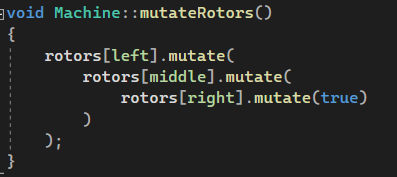 void Machine::mutateRotors()
{
    rotors[left].mutate(
        rotors[middle].mutate(
            rotors[right].mutate(true)
        )
    );
}